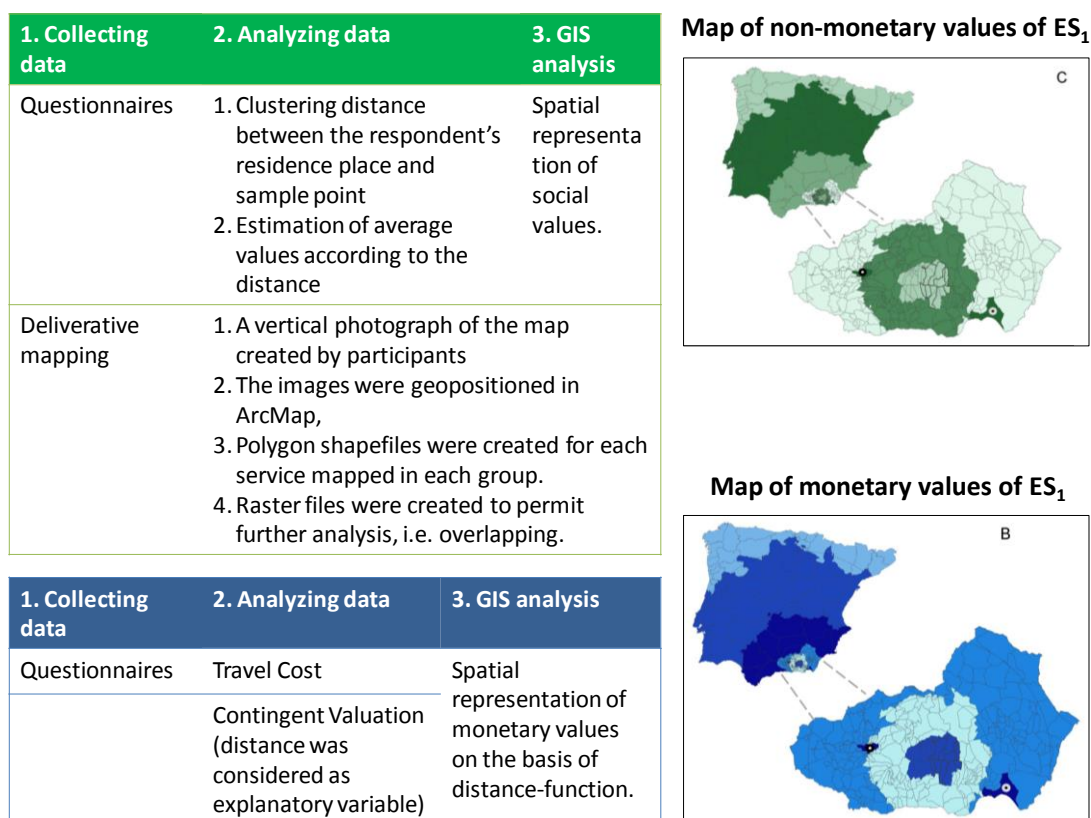 1. Collecting data
2. Analyzing data
3. GIS analysis
Questionnaires
1. Clustering distance
between the respondent's
residence place and
sample point
2. Estimation of average
values according to the
distance
Spatial
representa
tion of
social
values.
Deliverative
mapping
1. A vertical photograph of the map
created by participants
2. The images were geopositioned in
ArcMap,
3. Polygon shapefiles were created for each
service mapped in each group.
4. Raster files were created to permit
further analysis, i.e. overlapping.
1. Collecting
data
2. Analyzing data
3. GIS analysis
Questionnaires
Travel Cost
Contingent Valuation
(distance was
considered as
explanatory variable)
Spatial
representation of
monetary values
on the basis of
distance-function.
Map of non-monetary values of ES1
C
Map of monetary values of ES1
B